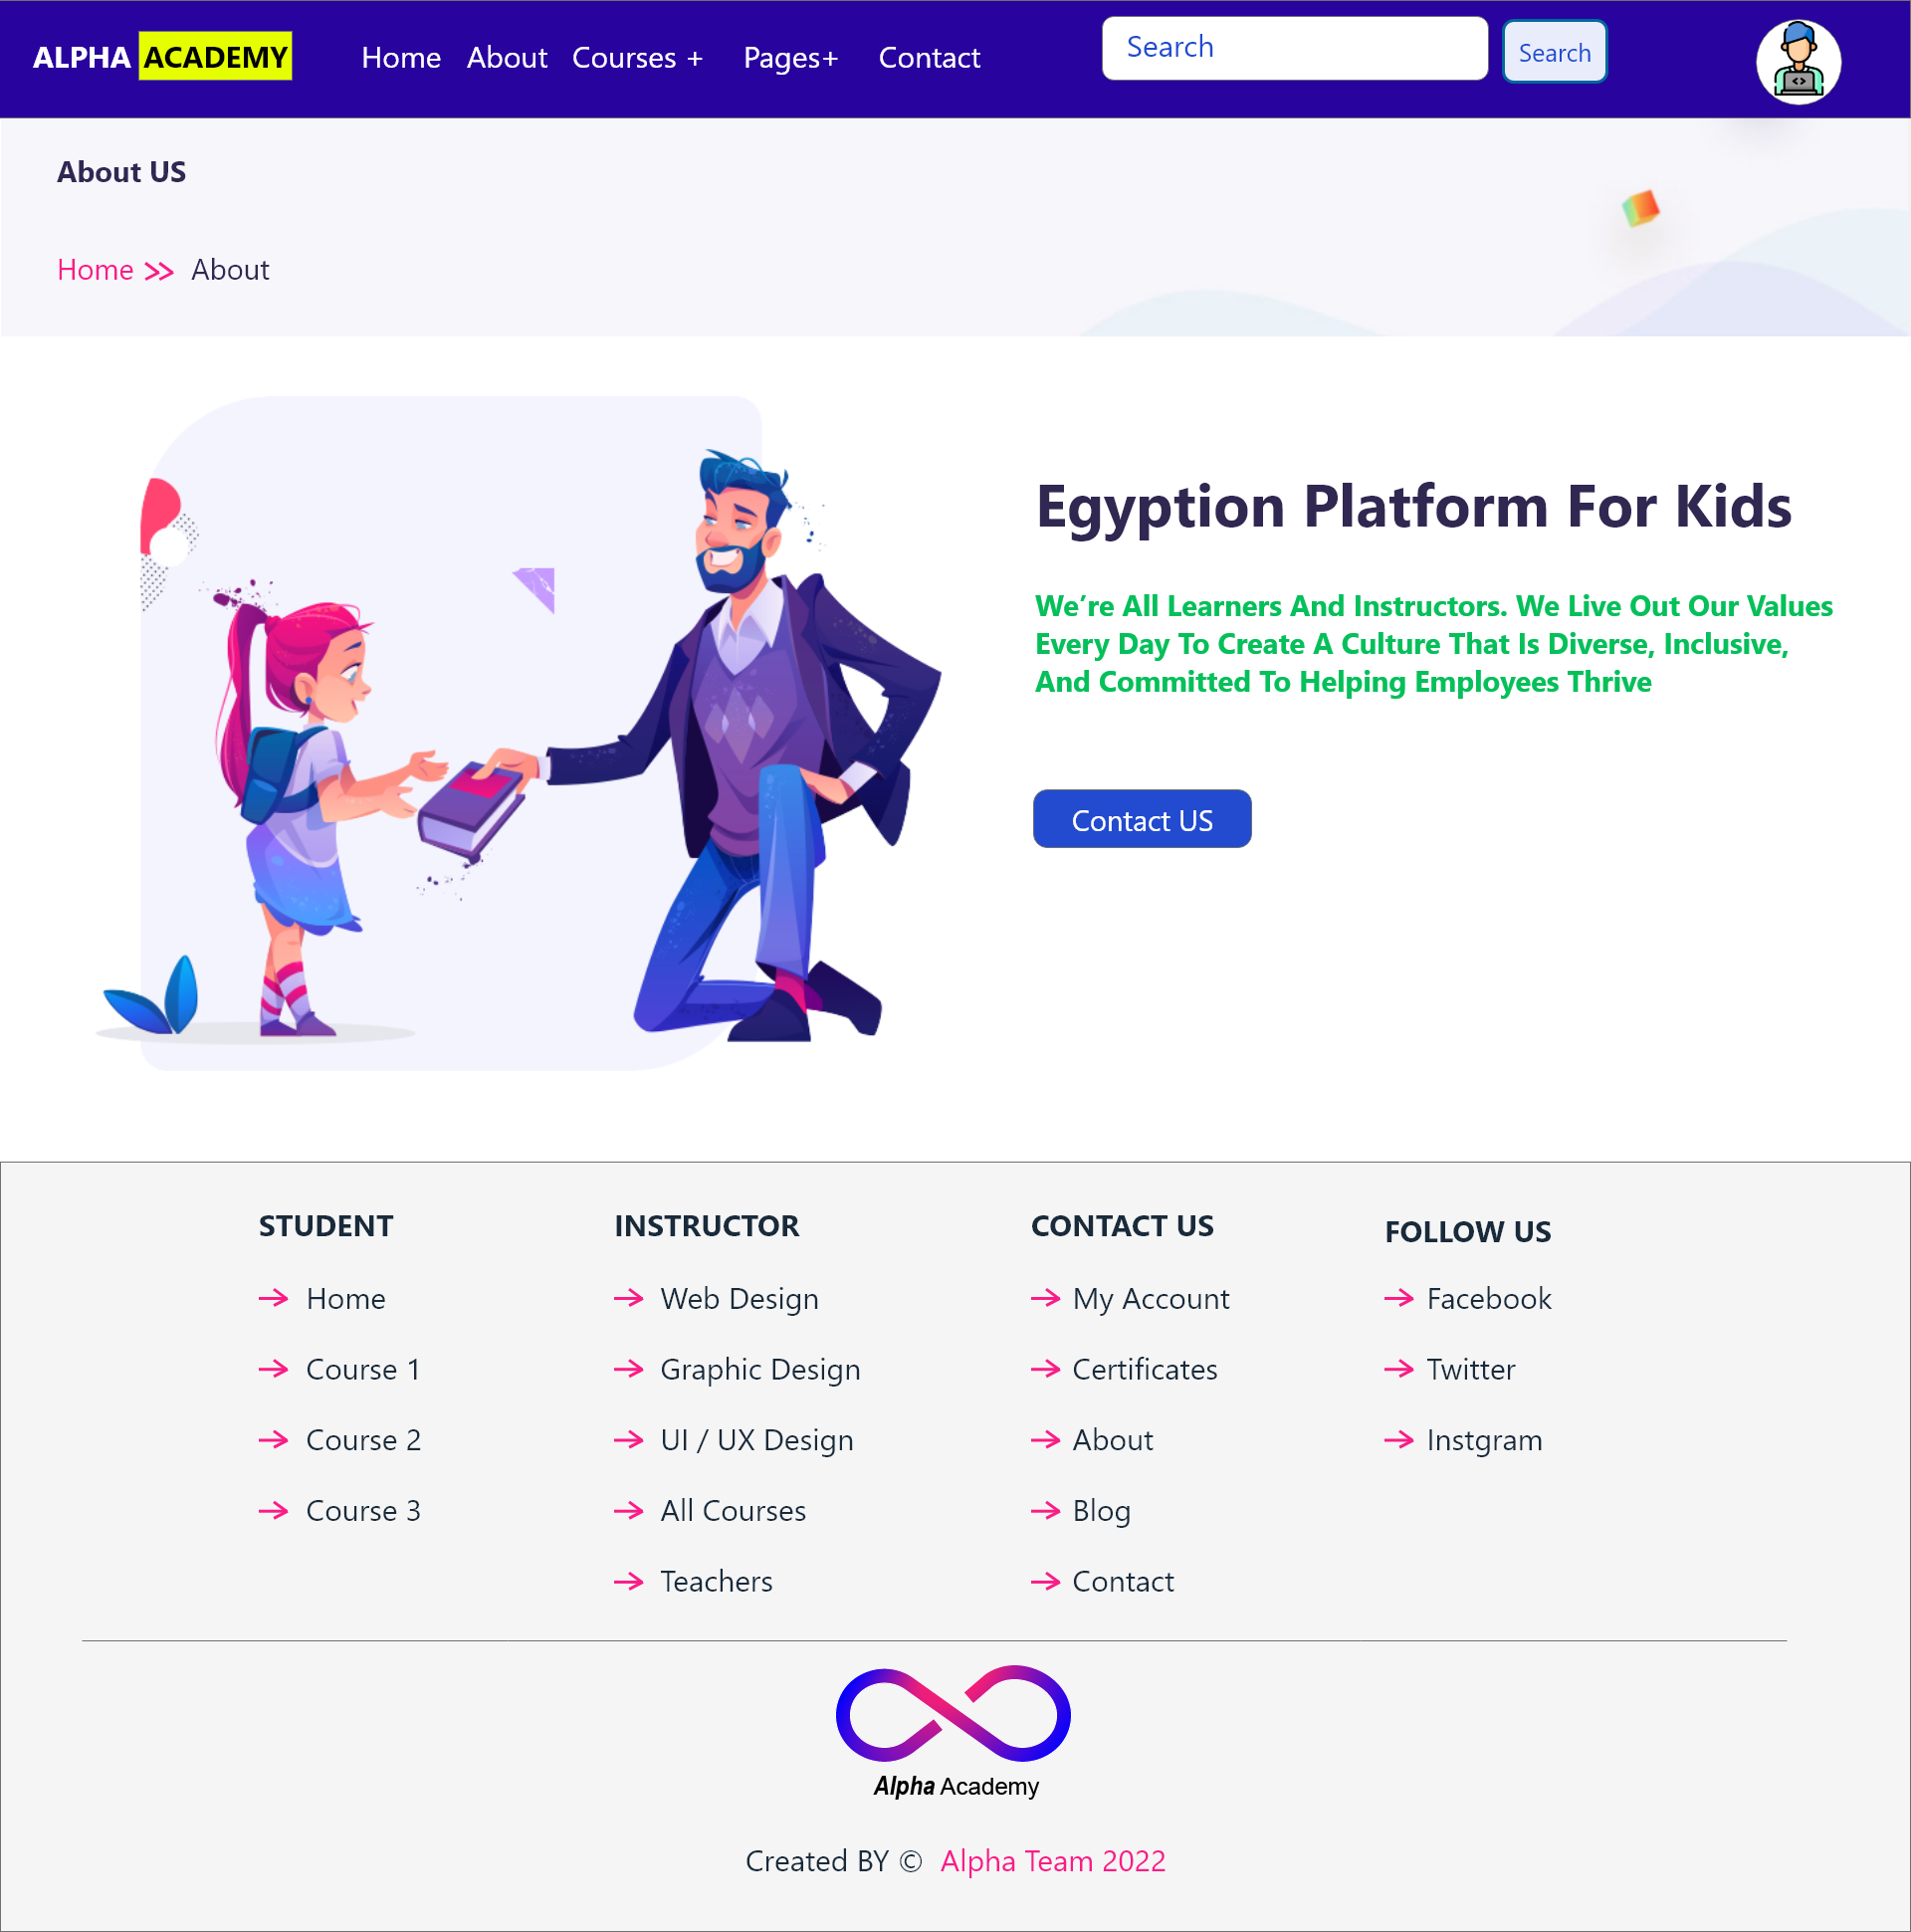 ALPHA ACADEMY Home About Courses + Pages+ Contact Search Search
About US
Home >> About
Egyption Platform For Kids
We’re All Learners And Instructors. We Live Out Our Values
Every Day To Create A Culture That Is Diverse, Inclusive,
And Committed To Helping Employees Thrive
Contact US
STUDENT
Home
Course 1
Course 2
Course 3
INSTRUCTOR
Web Design
Graphic Design
UI / UX Design
All Courses
Teachers
CONTACT US
My Account
Certificates
About
Blog
Contact
FOLLOW US
Facebook
Twitter
Instgram
Alpha Academy
Created BY © Alpha Team 2022